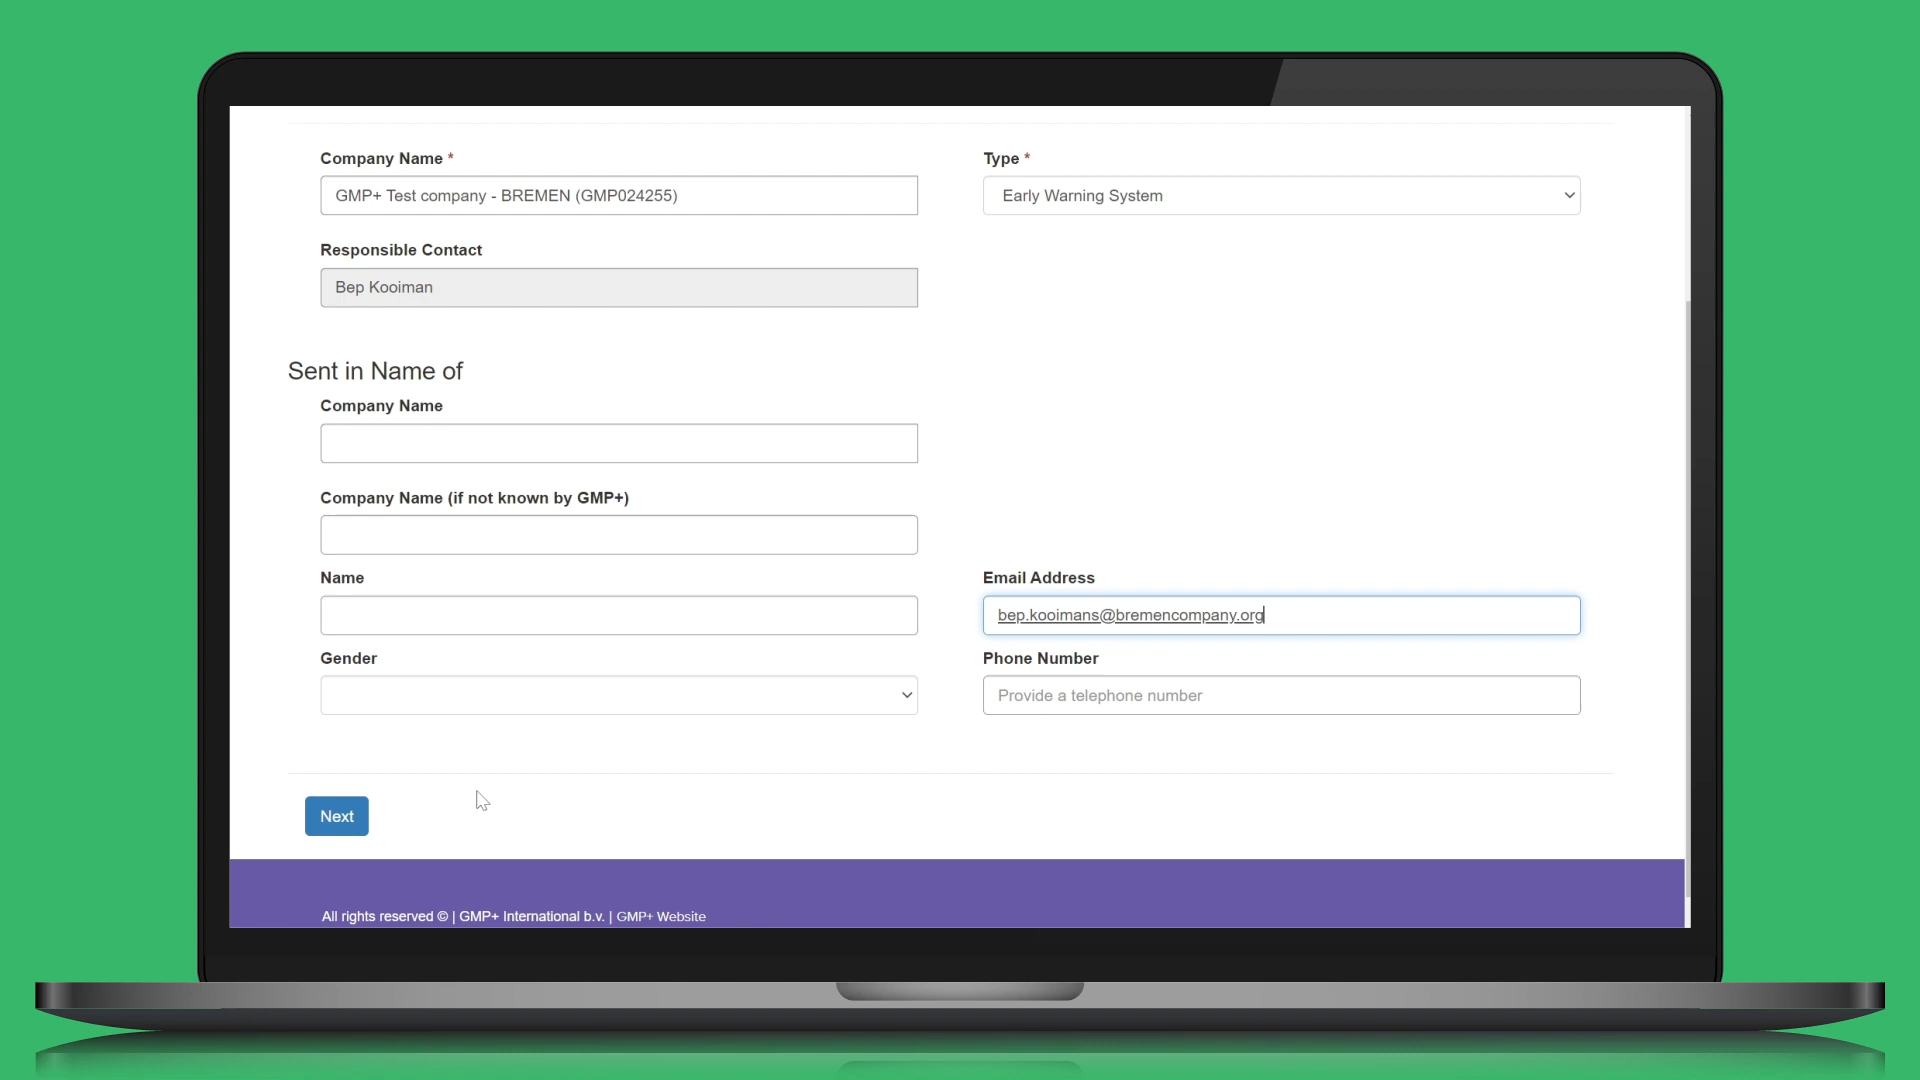 Company Name *
Type *
GMP+ Test company - BREMEN (GMP024255)
Early Warning System
Responsible Contact
Bep Kooiman
Sent in Name of
Company Name
Company Name (if not known by GMP+)
Name
Email Address
bep.kooimans@bremencompany.org
Gender
Phone Number
Provide a telephone number
Next
All rights reserved © | GMP+ International b.v. | GMP+ Website